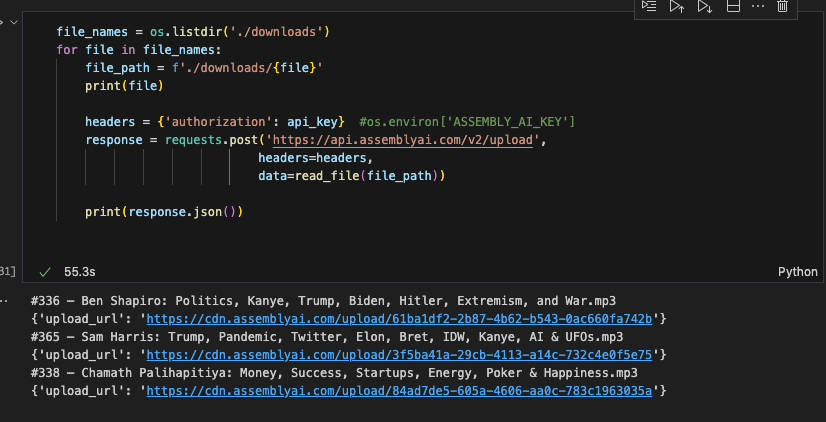 file_names = os.listdir('./downloads')
for file in file_names:
    file_path = f'./downloads/{file}'
    print(file)

    headers = {'authorization': api_key}  #os.environ['ASSEMBLY_AI_KEY']
    response = requests.post('https://api.assemblyai.com/v2/upload',
                            headers=headers,
                            data=read_file(file_path))

    print(response.json())
31]
55.3s
Python
#336 – Ben Shapiro: Politics, Kanye, Trump, Biden, Hitler, Extremism, and War.mp3
{'upload_url': 'https://cdn.assemblyai.com/upload/61ba1df2-2b87-4b62-b543-0ac660fa742b'}
#365 – Sam Harris: Trump, Pandemic, Twitter, Elon, Bret, IDW, Kanye, AI & UFOs.mp3
{'upload_url': 'https://cdn.assemblyai.com/upload/3f5ba41a-29cb-4113-a14c-732c4e0f5e75'}
#338 – Chamath Palihapitiya: Money, Success, Startups, Energy, Poker & Happiness.mp3
{'upload_url': 'https://cdn.assemblyai.com/upload/84ad7de5-605a-4606-aa0c-783c1963035a'}